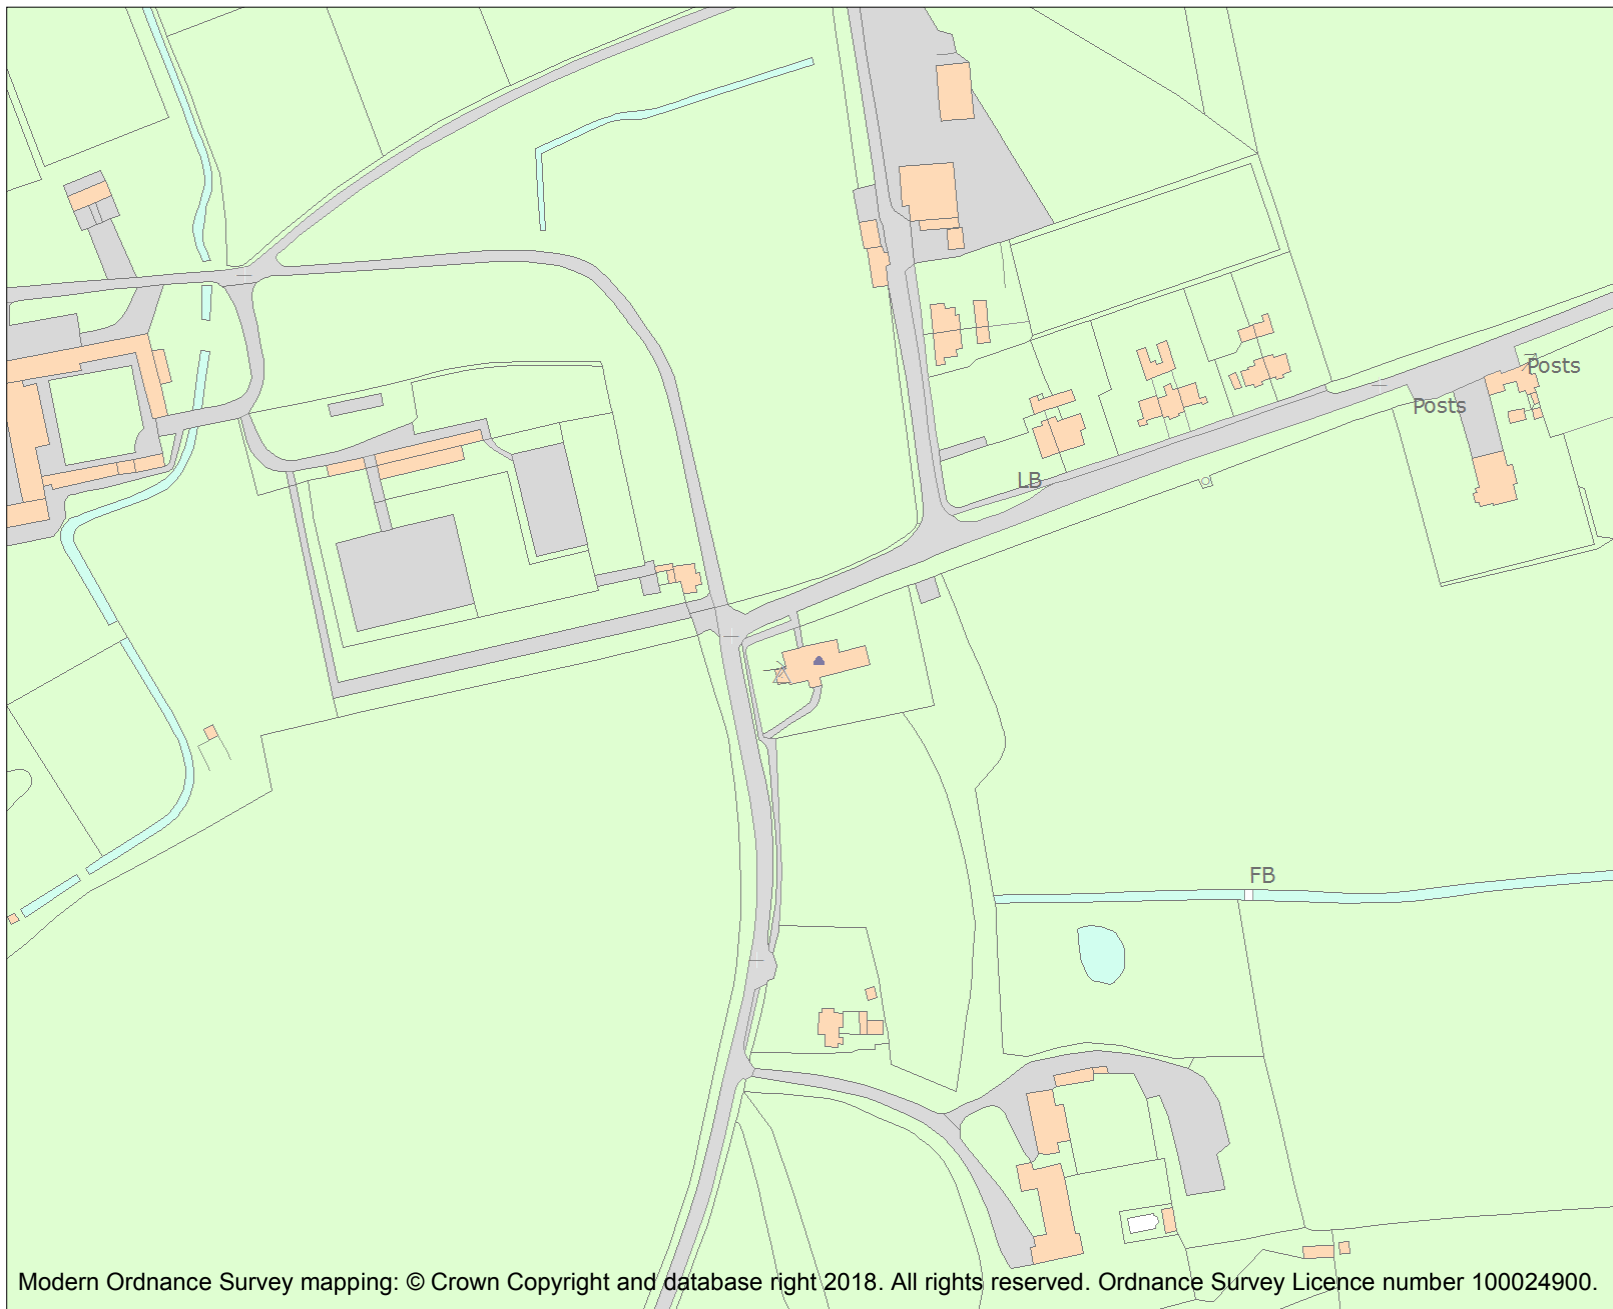 Posts
Posts
LB
FB
Modern Ordnance Survey mapping: © Crown Copyright and database right 2018. All rights reserved. Ordnance Survey Licence number 100024900.